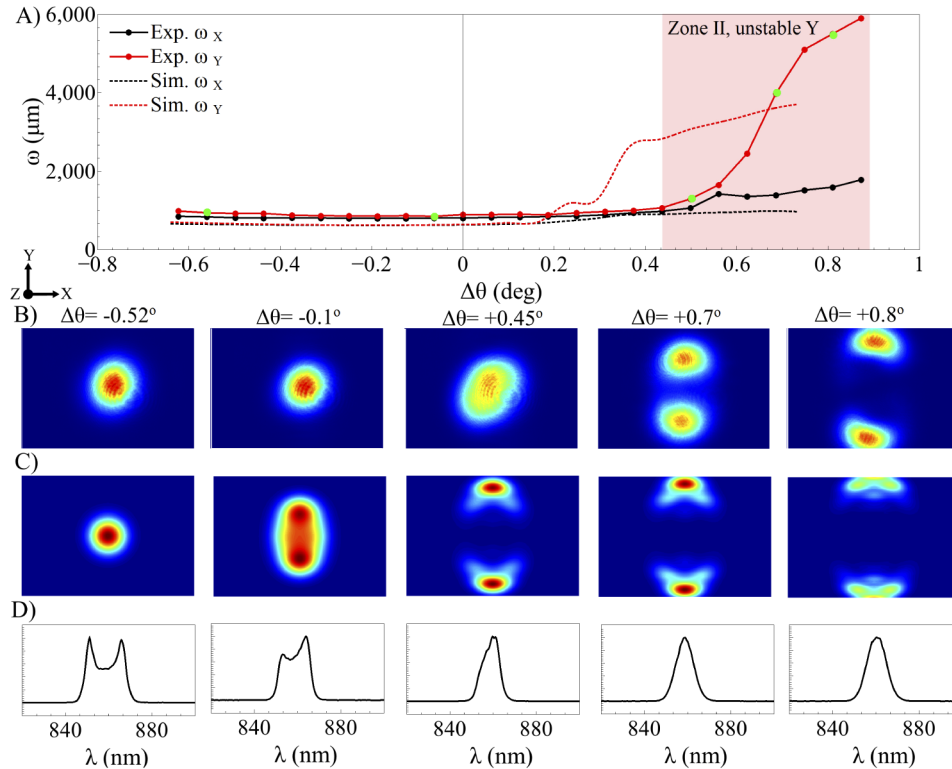 A)
6,000
4,000
2,000
0
ω (μm)
Exp. ω X
Exp. ω Y
Sim. ω X
Sim. ω Y
Zone II, unstable Y
−0.8 −0.6 −0.4 −0.2 0 0.2 0.4 0.6 0.8 1
Δθ (deg)
Y
Z X
B)
Δθ= -0.52° Δθ= -0.1° Δθ= +0.45° Δθ= +0.7° Δθ= +0.8°
C)
D)
840 880 840 880 840 880 840 880 840 880
λ (nm) λ (nm) λ (nm) λ (nm) λ (nm)